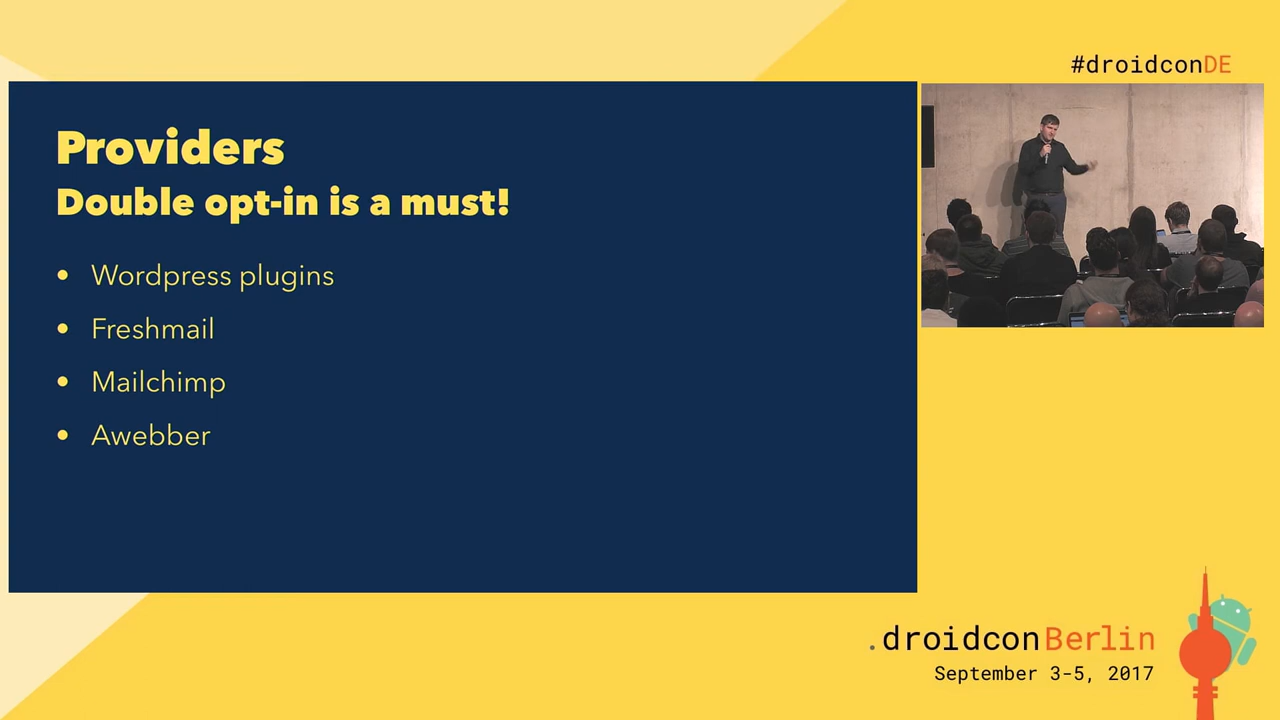 #droidconDE
Providers
Double opt-in is a must!
• Wordpress plugins
• Freshmail
• Mailchimp
• Awebber
.droidconBerlin
September 3-5, 2017